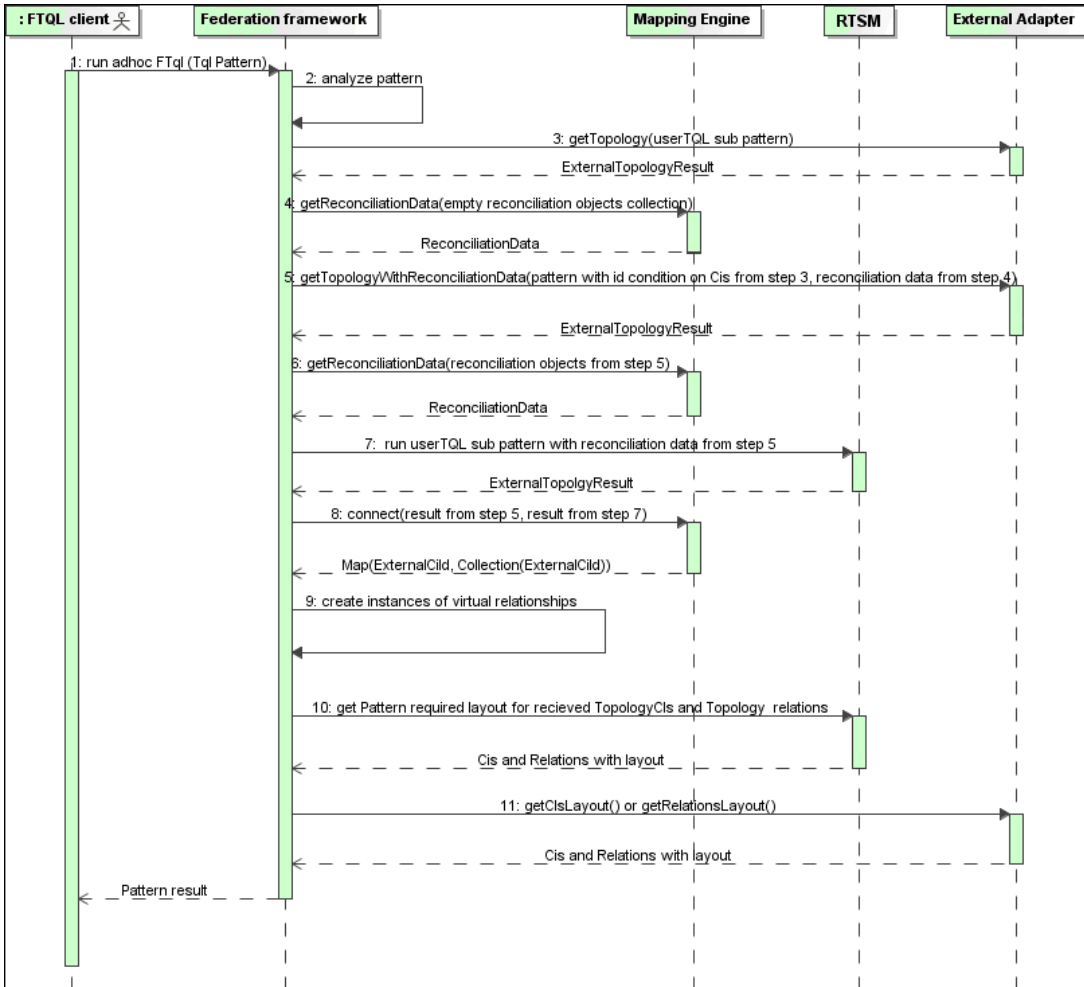 : FTQL client
Federation framework
Mapping Engine
RTSM
External Adapter
1: run adhoc FTql (Tql Pattern)
2: analyze pattern
3: getTopology(userTQL sub pattern)
ExternalTopologyResult
4: getReconciliationData(empty reconciliation objects collection)
ReconciliationData
5: getTopologyWithReconciliationData(pattern with id condition on Cis from step 3, reconciliation data from step 4)
ExternalTopologyResult
6: getReconciliationData(reconciliation objects from step 5)
ReconciliationData
7: run userTQL sub pattern with reconciliation data from step 5
ExternalTopolgyResult
8: connect(result from step 5, result from step 7)
Map(ExternalCiId, Collection(ExternalCiId))
9: create instances of virtual relationships
10: get Pattern required layout for recieved TopologyCIs and Topology relations
Cis and Relations with layout
11: getCIsLayout() or getRelationsLayout()
Cis and Relations with layout
Pattern result